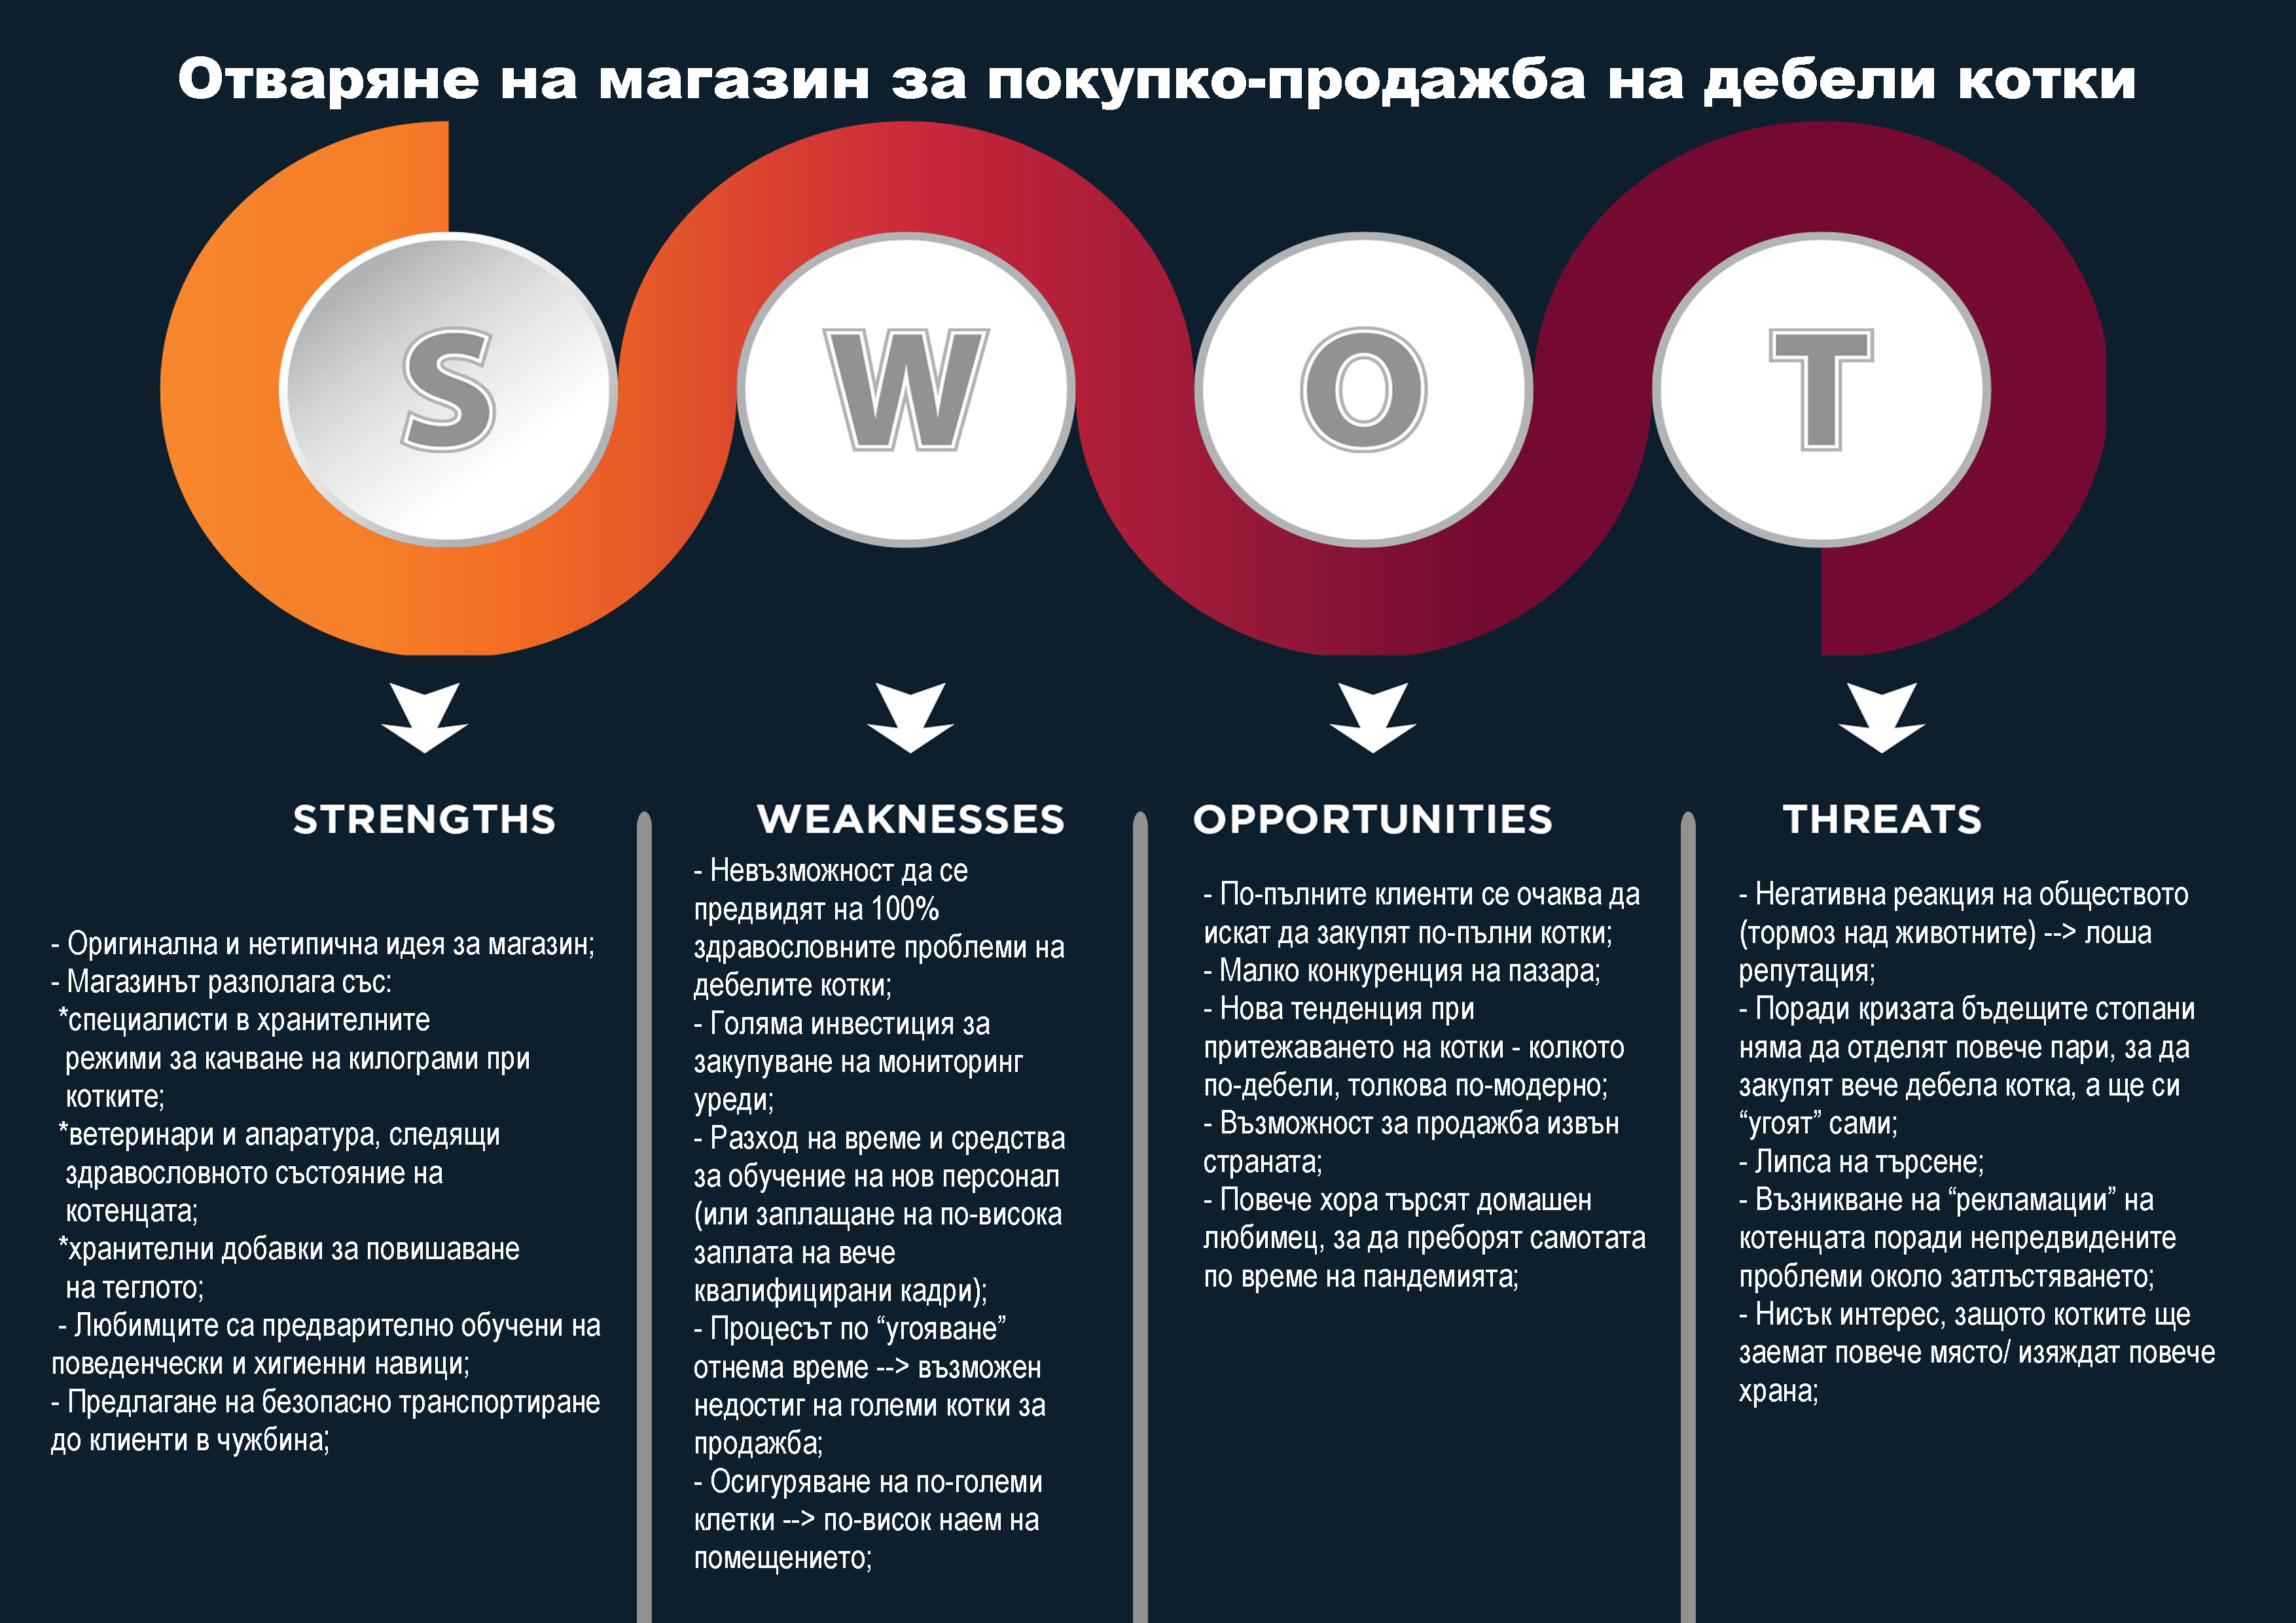 Отваряне на магазин за покупко-продажба на дебели котки
S
W
O
T
STRENGTHS
- Оригинална и нетипична идея за магазин;
- Магазинът разполага със:
*специалисти в хранителните
режими за качване на килограми при
котките;
*ветеринари и апаратура, следящи
здравословното състояние на
котенцата;
*хранителни добавки за повишаване
на теглото;
- Любимците са предварително обучени на
поведенчески и хигиенни навици;
- Предлагане на безопасно транспортиране
до клиенти в чужбина;
WEAKNESSES
- Невъзможност да се
предвидят на 100%
здравословните проблеми на
дебелите котки;
- Голяма инвестиция за
закупуване на мониторинг
уреди;
- Разход на време и средства
за обучение на нов персонал
(или заплащане на по-висока
заплата на вече
квалифицирани кадри);
- Процесът по “угояване”
отнема време --> възможен
недостиг на големи котки за
продажба;
- Осигуряване на по-големи
клетки --> по-висок наем на
помещението;
OPPORTUNITIES
- По-пълните клиенти се очаква да
искат да закупят по-пълни котки;
- Малко конкуренция на пазара;
- Нова тенденция при
притежаването на котки - колкото
по-дебели, толкова по-модерно;
- Възможност за продажба извън
страната;
- Повече хора търсят домашен
любимец, за да преборят самотата
по време на пандемията;
THREATS
- Негативна реакция на обществото
(тормоз над животните) --> лоша
репутация;
- Поради кризата бъдещите стопани
няма да отделят повече пари, за да
закупят вече дебела котка, а ще си
“угоят” сами;
- Липса на търсене;
- Възникване на “рекламации” на
котенцата поради непредвидените
проблеми около затлъстяването;
- Нисък интерес, защото котките ще
заемат повече място/ изяждат повече
храна;